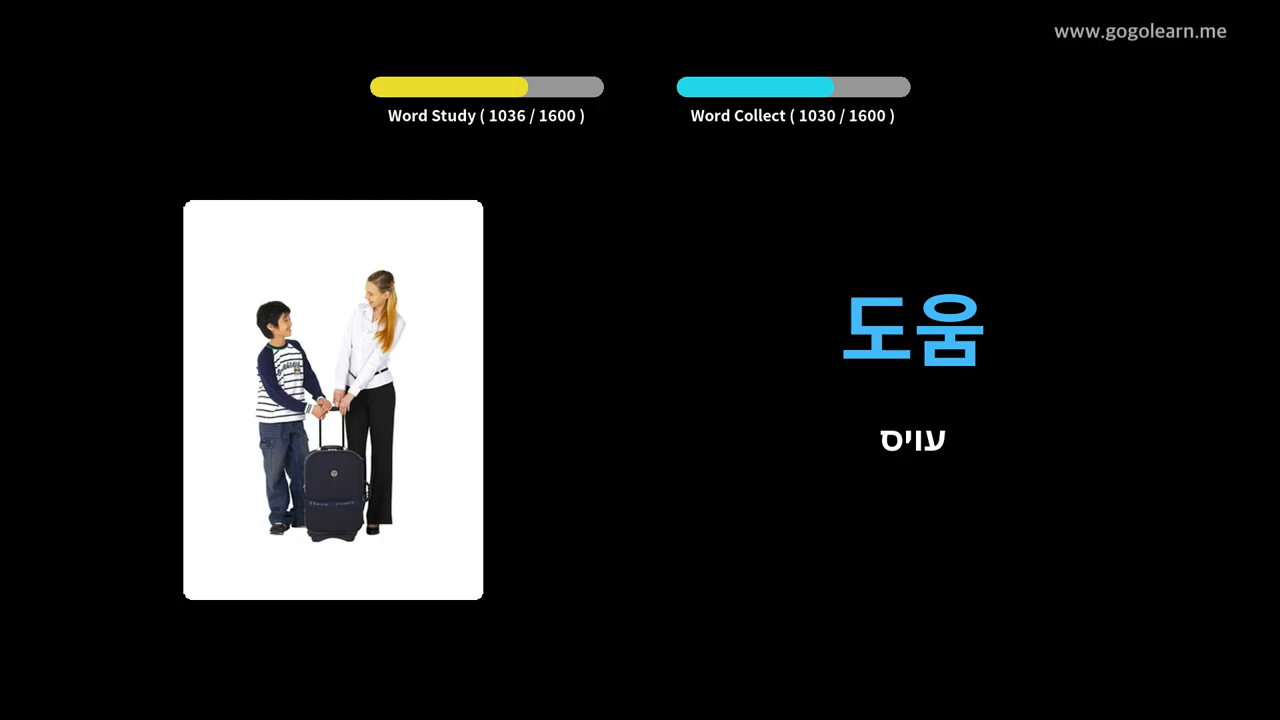 www.gogolearn.me
Word Study ( 1036 / 1600 )
Word Collect ( 1030 / 1600 )
도움
עויס